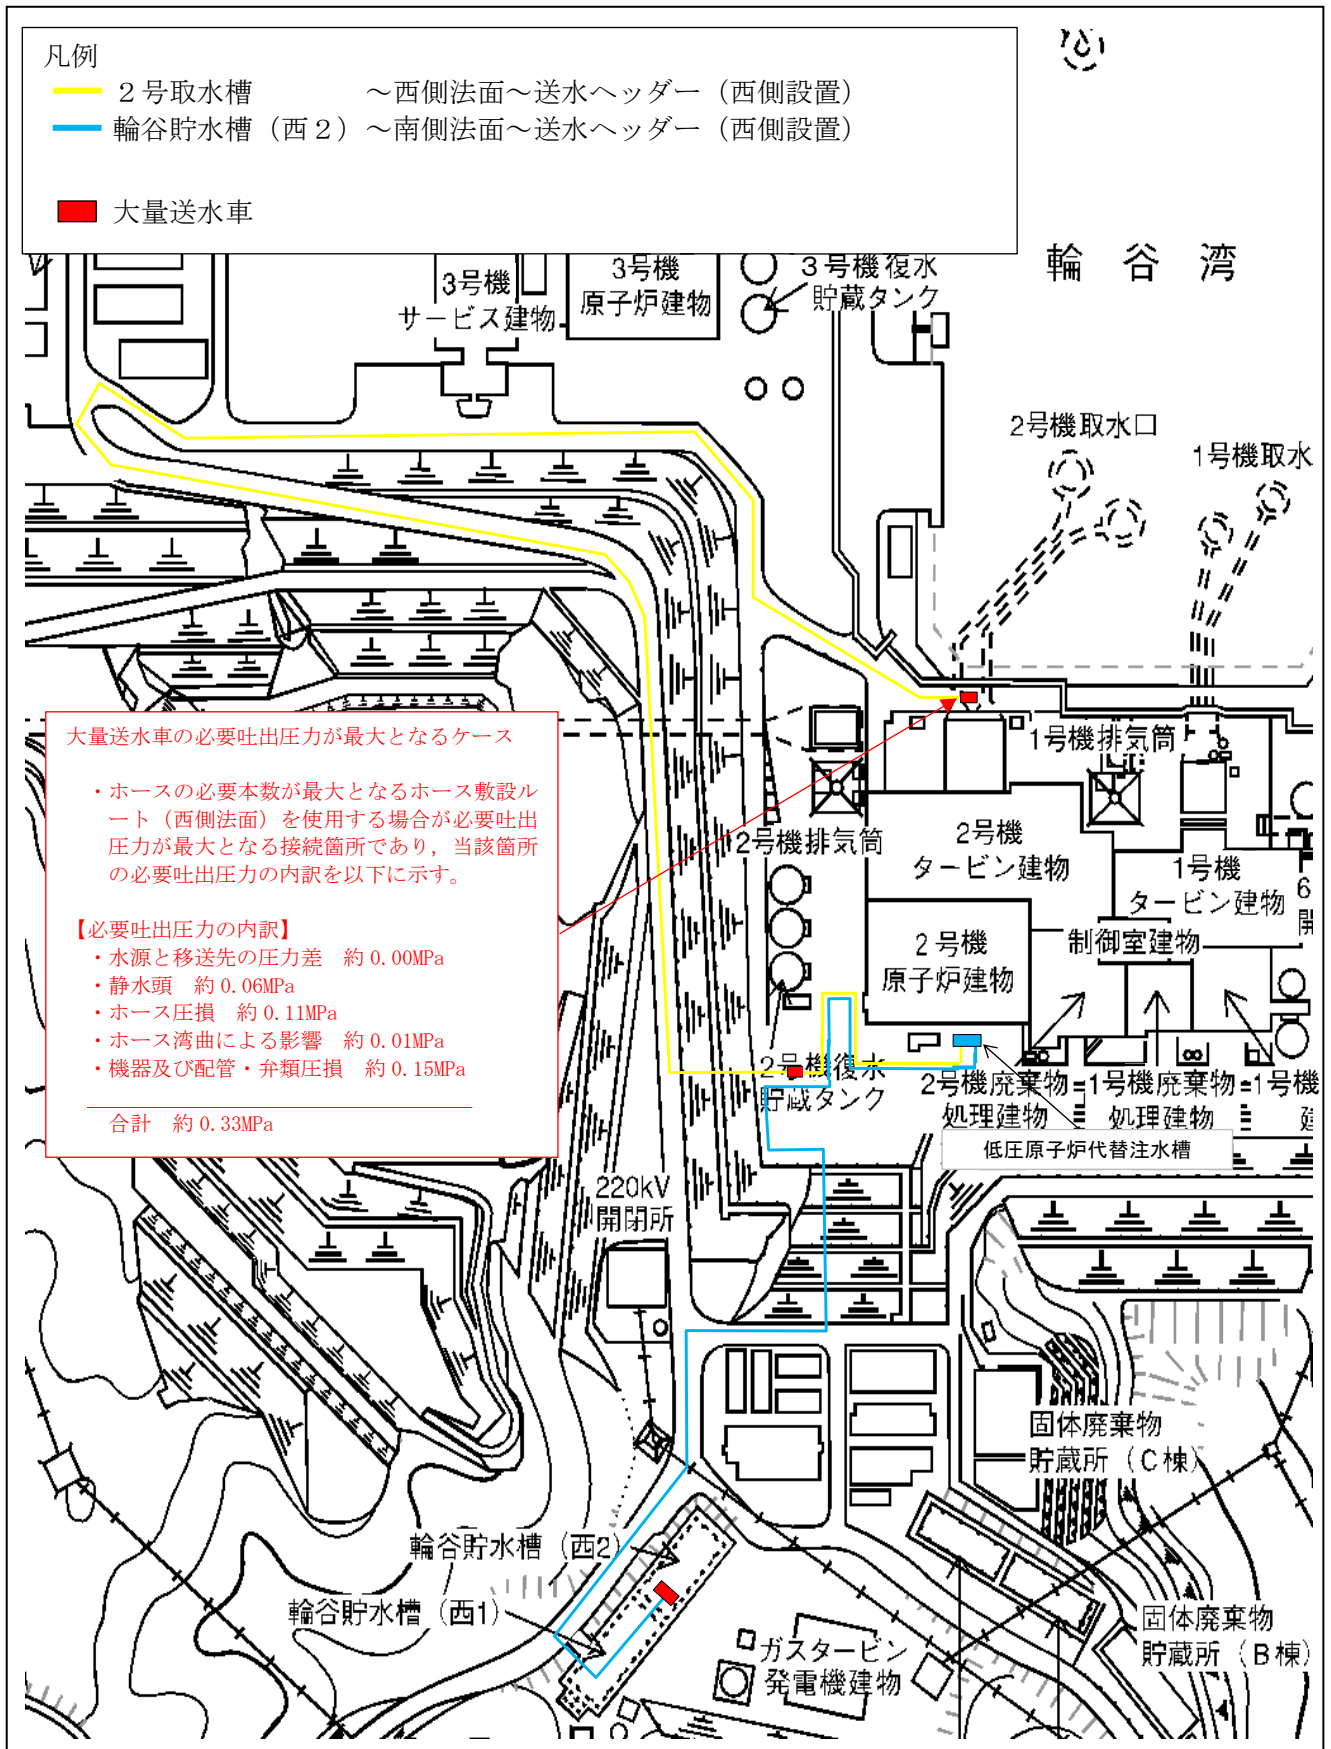 凡例
２号取水槽　　　　～西側法面～送水ヘッダー（西側設置）
輪谷貯水槽（西２）～南側法面～送水ヘッダー（西側設置）
大量送水車
輪谷湾
3号機
サービス建物
3号機
原子炉建物
３号機復水
貯蔵タンク
2号機取水口
1号機取水
大量送水車の必要吐出圧力が最大となるケース
・ホースの必要本数が最大となるホース敷設ル
ート（西側法面）を使用する場合が必要吐出
圧力が最大となる接続箇所であり，当該箇所
の必要吐出圧力の内訳を以下に示す。
【必要吐出圧力の内訳】
・水源と移送先の圧力差　約 0.00MPa
・静水頭　約 0.06MPa
・ホース圧損　約 0.11MPa
・ホース湾曲による影響　約 0.01MPa
・機器及び配管・弁類圧損　約 0.15MPa
合計　約 0.33MPa
1号機排気筒
2号機排気筒
2号機
タービン建物
1号機
タービン建物
6
開
制御室建物
２号機
原子炉建物
2号機復水
貯蔵タンク
2号機廃棄物
処理建物
1号機廃棄物
処理建物
1号機
建
低圧原子炉代替注水槽
220kV
開閉所
固体廃棄物
貯蔵所（C棟）
輪谷貯水槽（西2）
輪谷貯水槽（西1）
ガスタービン
発電機建物
固体廃棄物
貯蔵所（B棟）